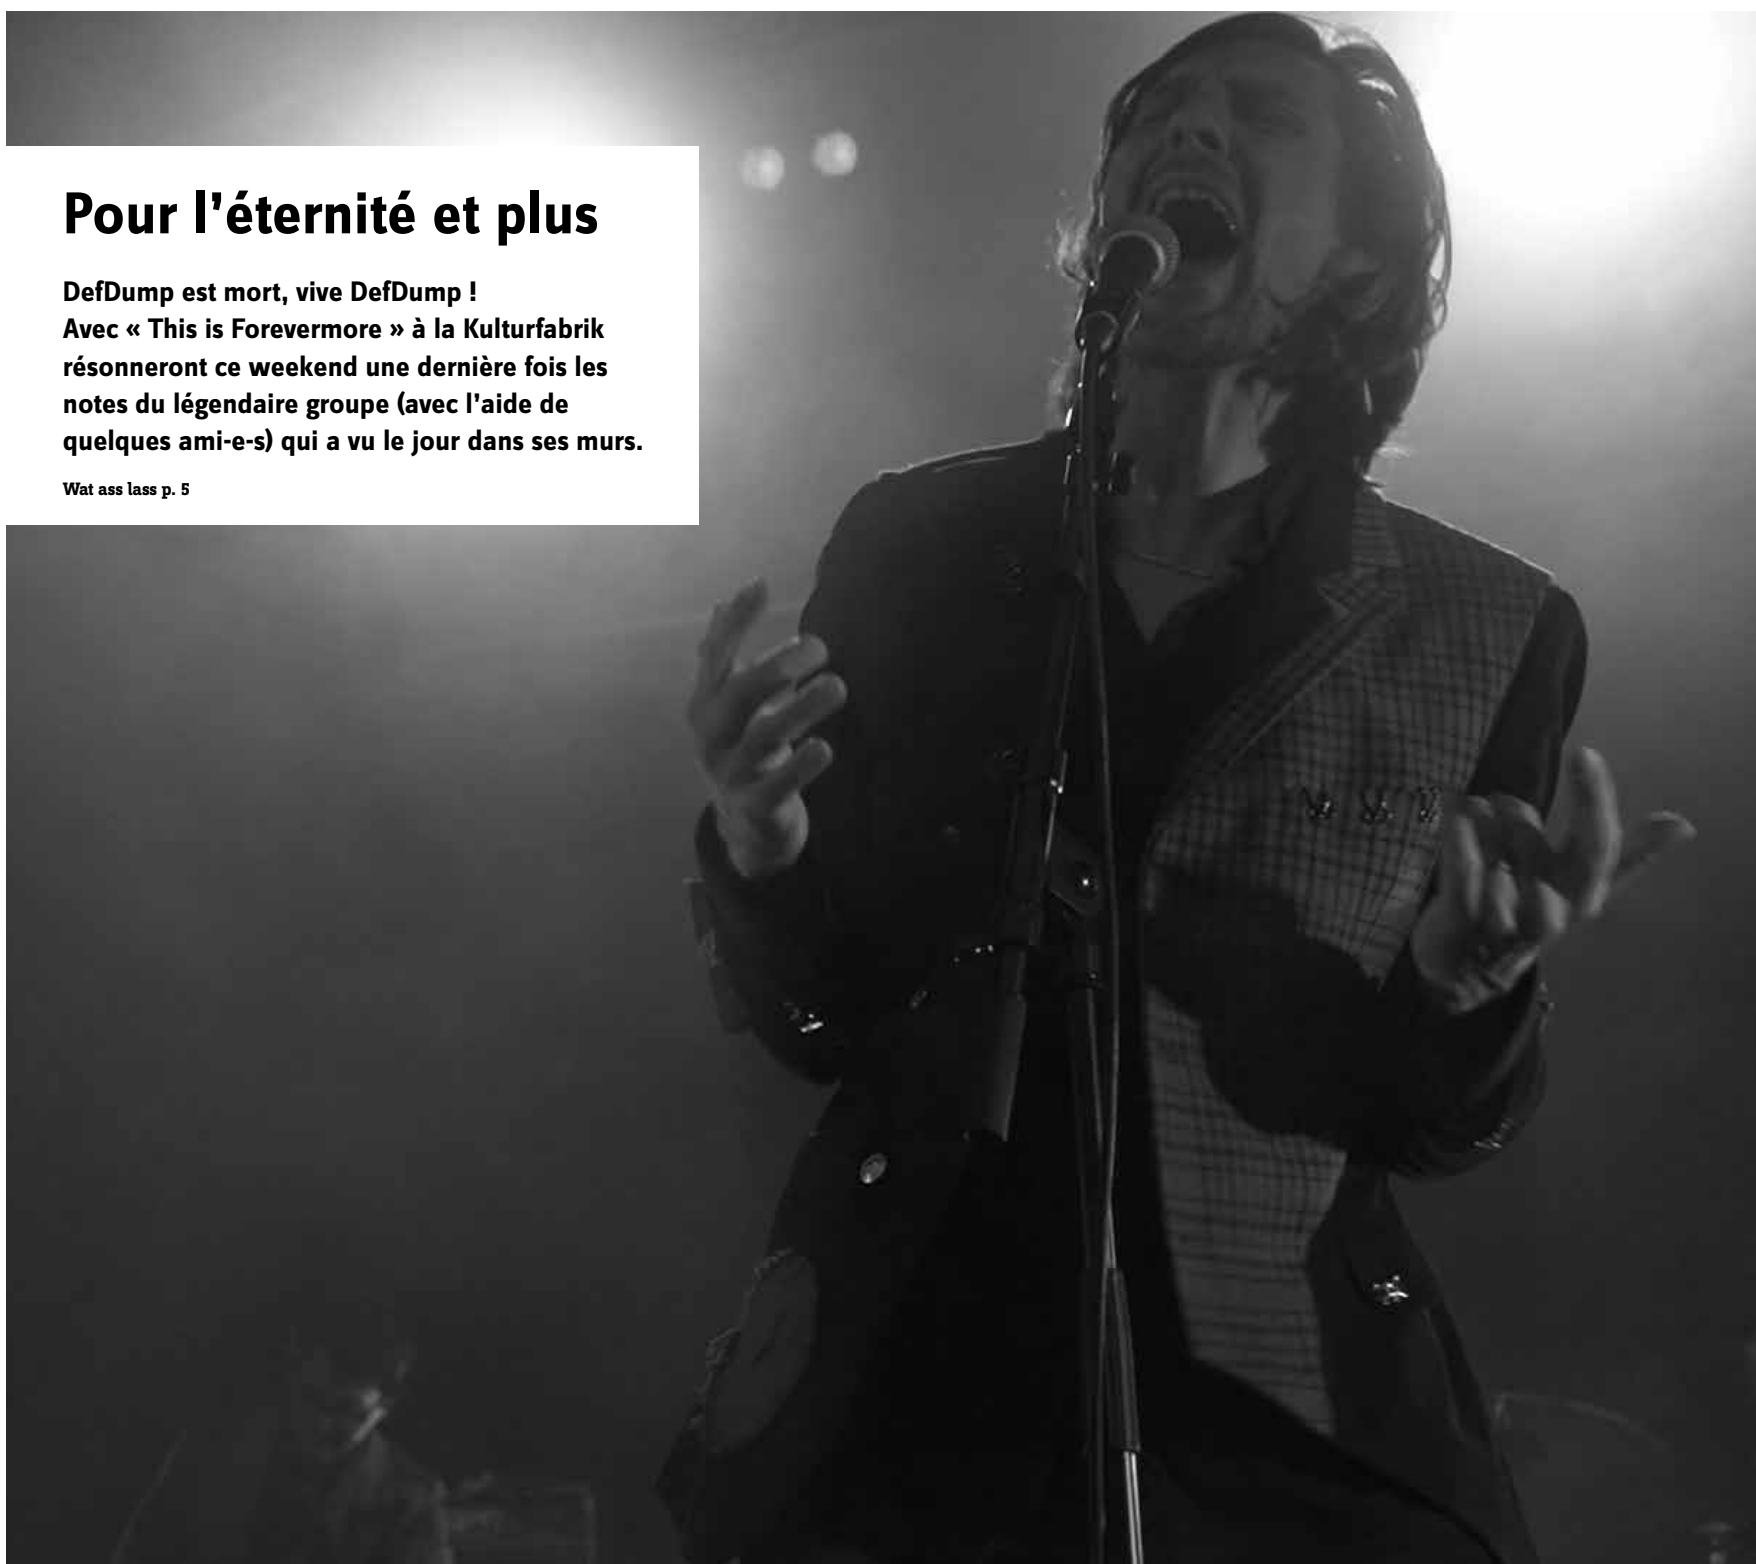 Pour l’éternité et plus
DefDump est mort, vive DefDump !
Avec « This is Forevermore » à la Kulturfabrik
résonneront ce weekend une dernière fois les
notes du légendaire groupe (avec l’aide de
quelques ami-e-s) qui a vu le jour dans ses murs.
Wat ass lass p. 5